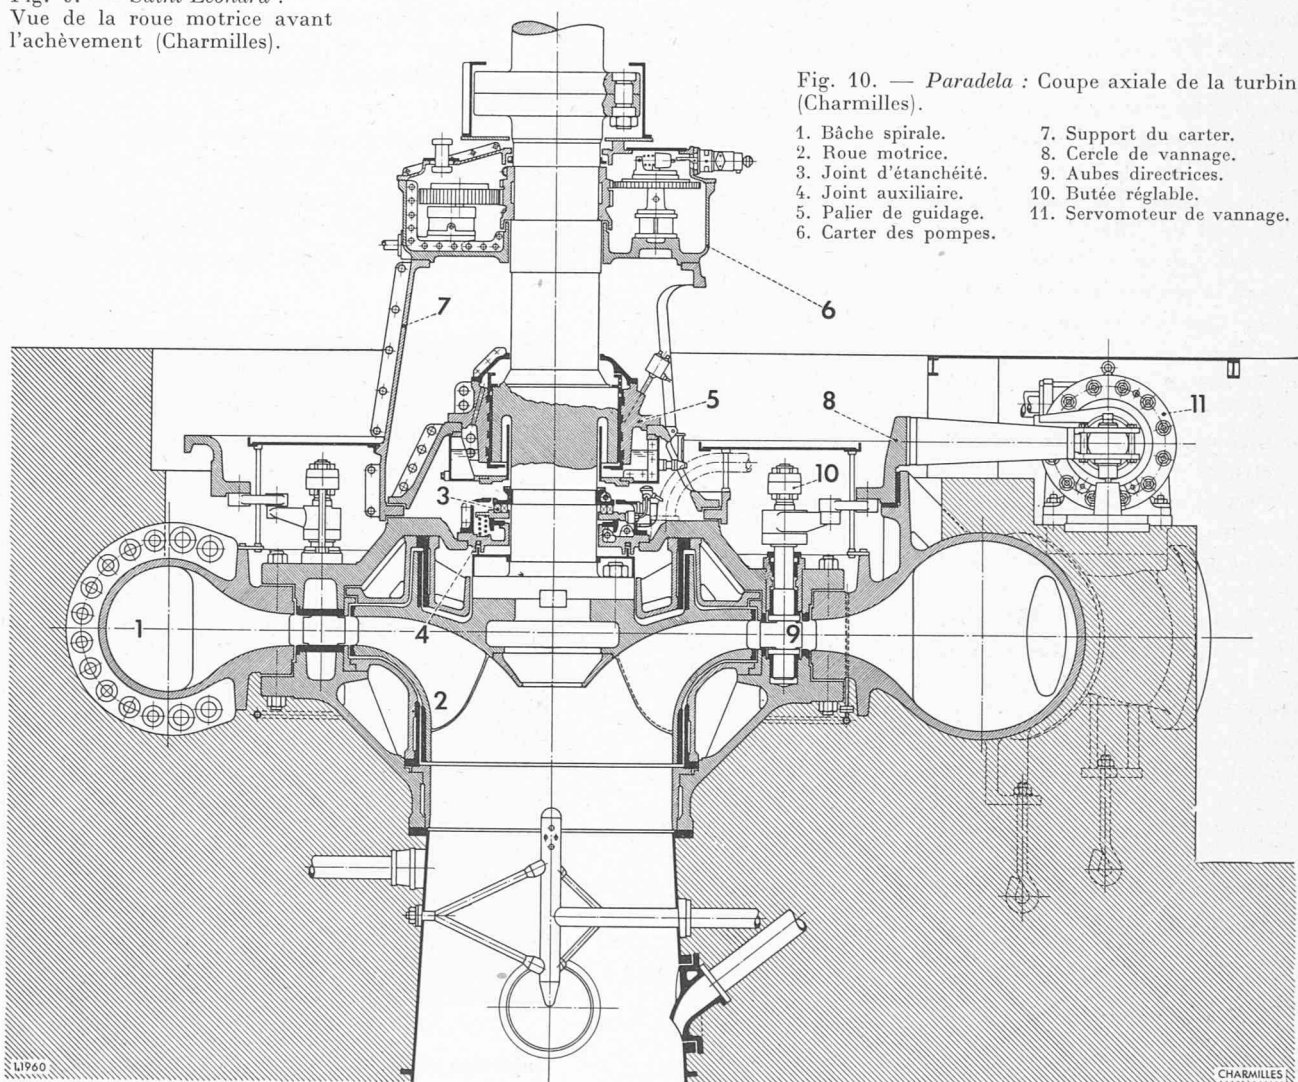 Vue de la roue motrice avant
l'achèvement (Charmilles).
Fig. 10. — Paradela : Coupe axiale de la turbin
(Charmilles).
1. Bâche spirale.
2. Roue motrice.
3. Joint d'étanchéité.
4. Joint auxiliaire.
5. Palier de guidage.
6. Carter des pompes.
7. Support du carter.
8. Cercle de vannage.
9. Aubes directrices.
10. Butée réglable.
11. Servomoteur de vannage.
7
6
5
8
11
10
3
4
1
9
2
L1960
CHARMILLES